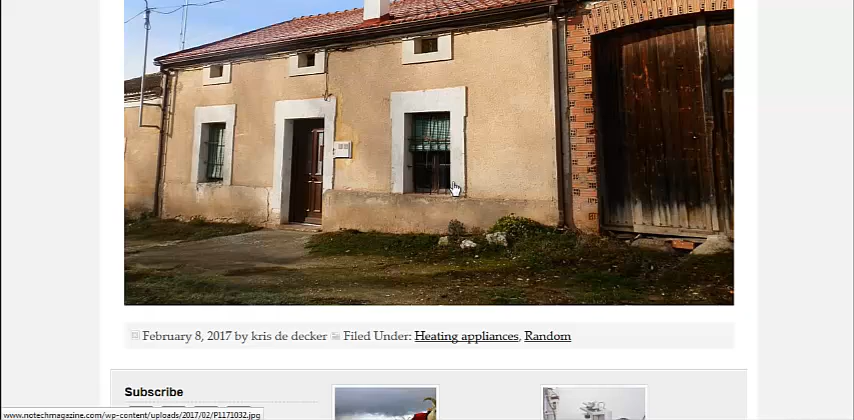 February 8, 2017 by kris de decker Filed Under: Heating appliances, Random
Subscribe
www.notechmagazine.com/wp-content/uploads/2017/02/P1171032.jpg